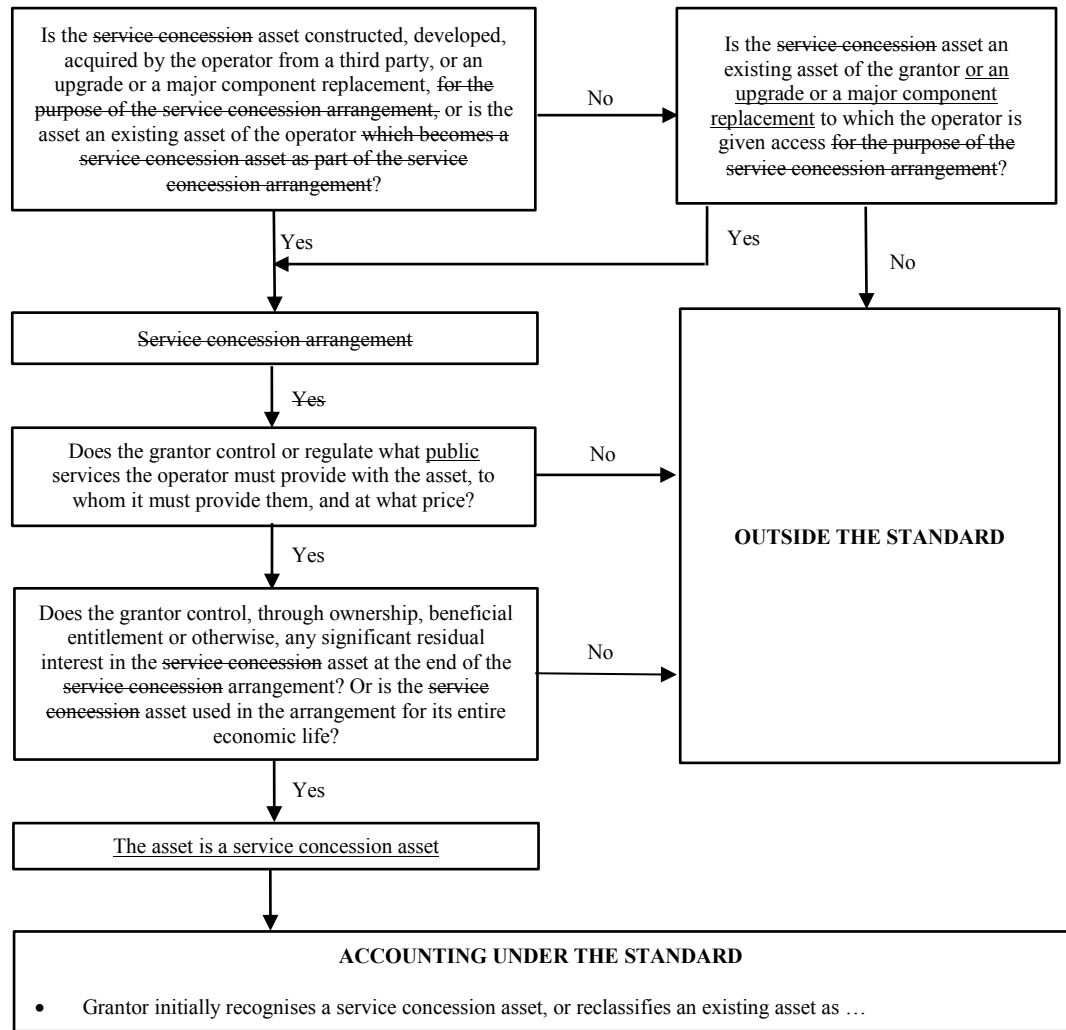 Is the service concession asset constructed, developed,
acquired by the operator from a third party, or an
upgrade or a major component replacement, for the
purpose of the service concession arrangement, or is the
asset an existing asset of the operator which becomes a
service concession asset as part of the service
concession arrangement?
No
Is the service concession asset an
existing asset of the grantor or an
upgrade or a major component
replacement to which the operator is
given access for the purpose of the
service concession arrangement?
Yes
Yes
No
Service concession arrangement
Yes
Does the grantor control or regulate what public
services the operator must provide with the asset, to
whom it must provide them, and at what price?
No
OUTSIDE THE STANDARD
Yes
Does the grantor control, through ownership, beneficial
entitlement or otherwise, any significant residual
interest in the service concession asset at the end of the
service concession arrangement? Or is the service
concession asset used in the arrangement for its entire
economic life?
No
Yes
The asset is a service concession asset
ACCOUNTING UNDER THE STANDARD
• Grantor initially recognises a service concession asset, or reclassifies an existing asset as …